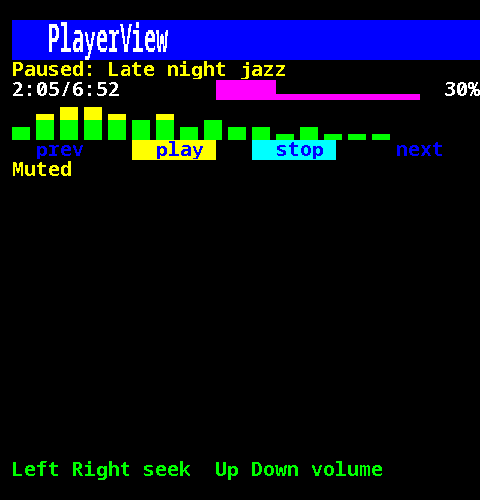 PlayerView
Paused: Late night jazz
2:05/6:52 30%
prev play stop next
Muted
Left Right seek  Up Down volume